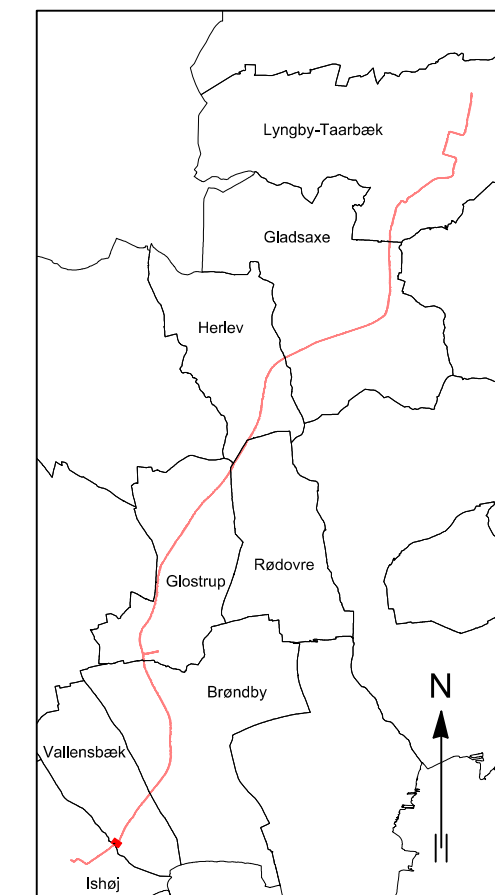 Lyngby-Taarbæk
Gladsaxe
Herlev
Rødovre
Glostrup
N
Brøndby
Vallensbæk
Ishøj